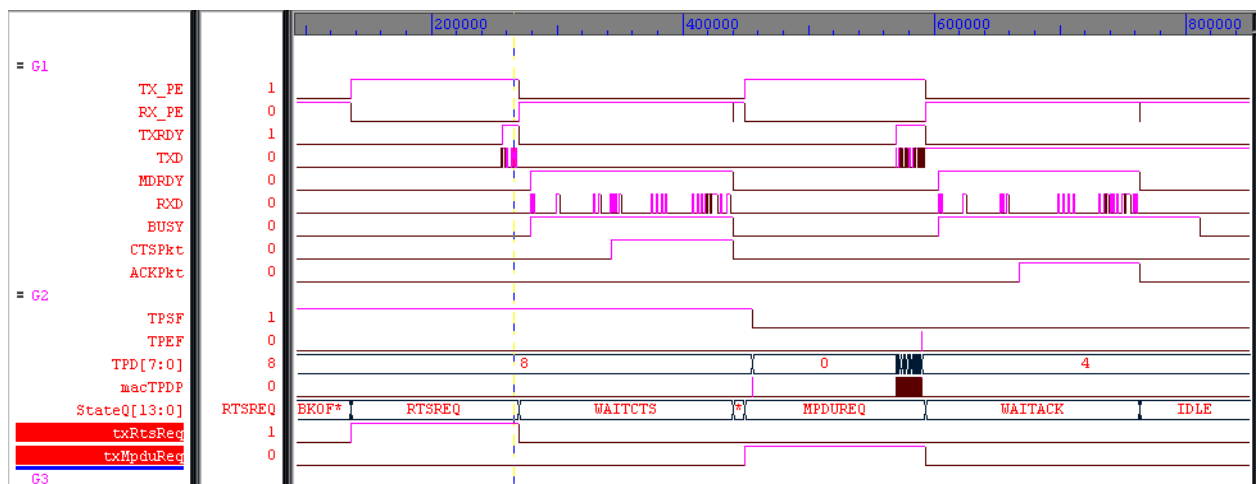 200000 400000 600000 800000
= G1
TX_PE 1
RX_PE 0
TXRDY 1
TXD 0
MDRDY 0
RXD 0
BUSY 0
CTSPkt 0
ACKPkt 0
= G2
TPSF 1
TPEF 0
TPD[7:0] 8 8 0 4
macTPDP 0
StateQ[13:0] RTSREQ BKOF* RTSREQ WAITCTS * MPDUREQ WAITACK IDLE
txRtsReq 1
txMpduReq 0
G3